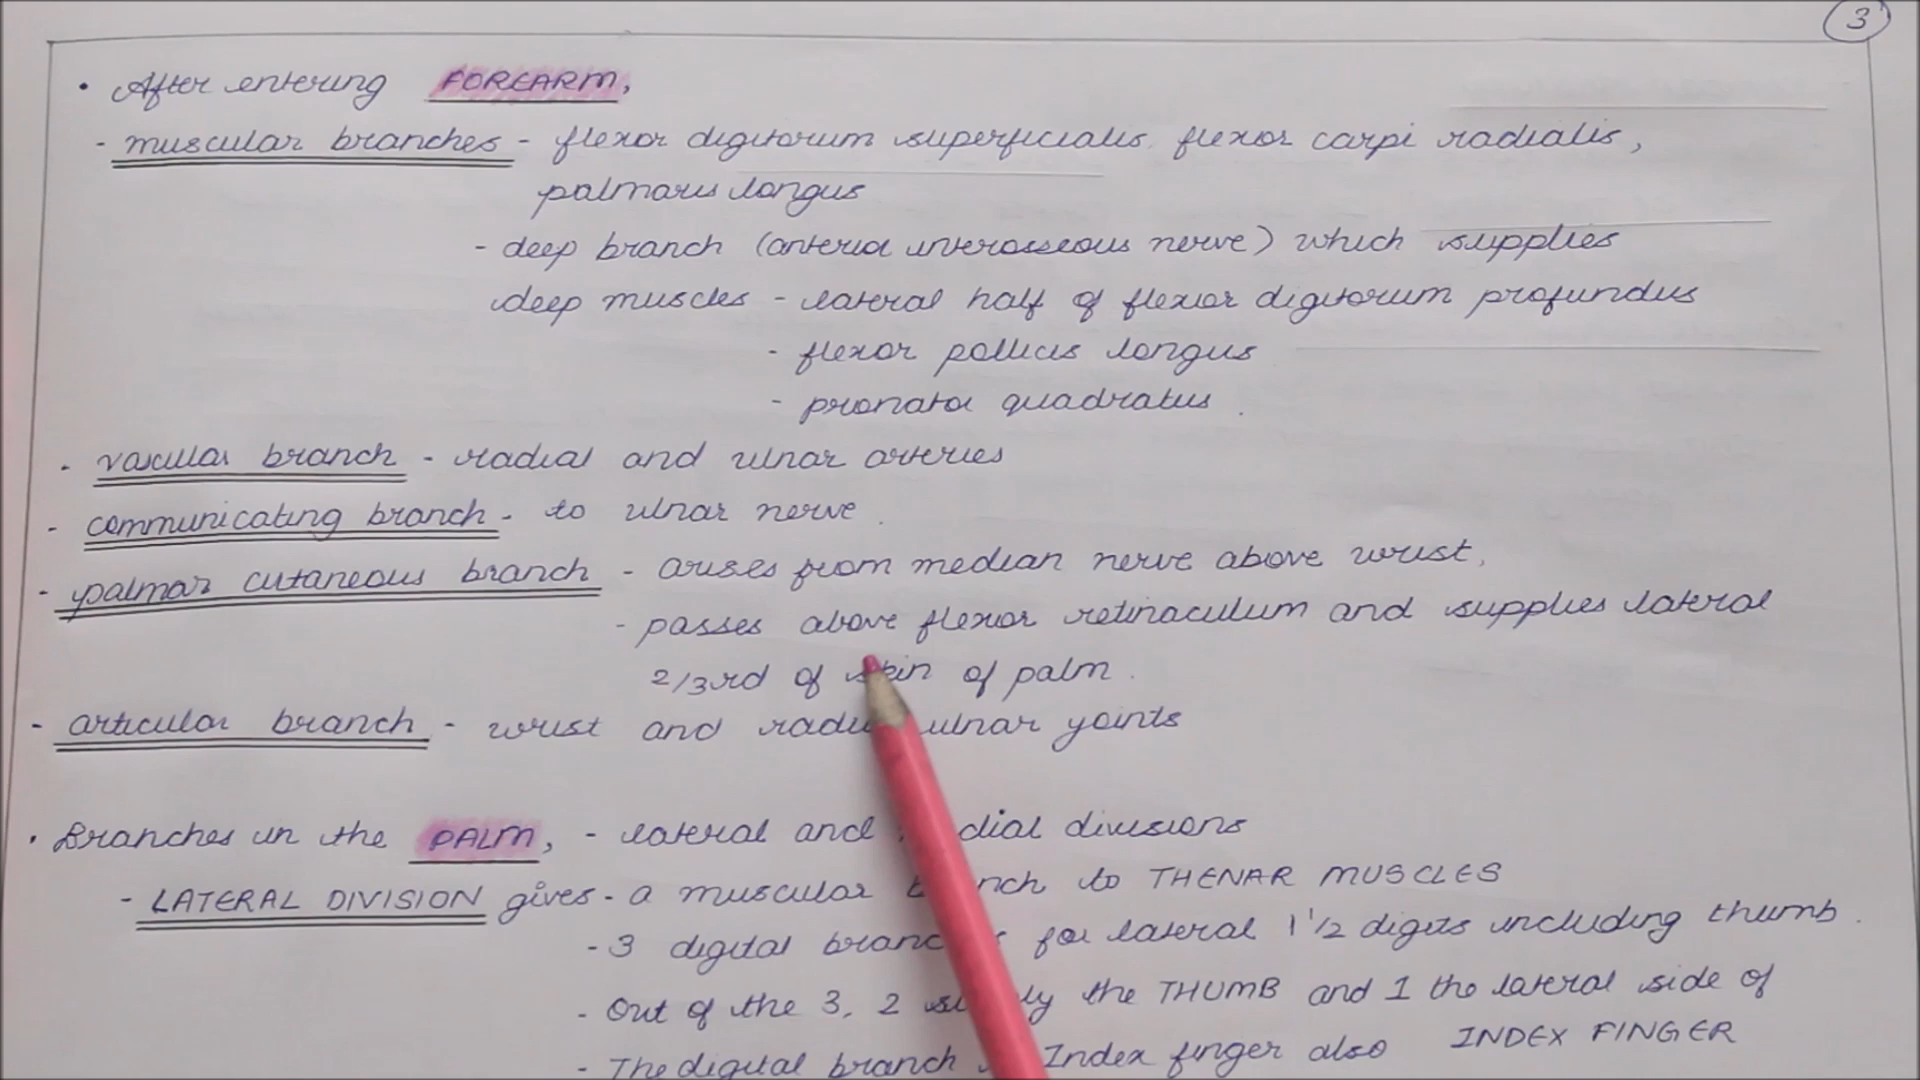 3
• After entering FOREARM,
- muscular branches - flexor digitorum superficialis, flexor carpi radialis,
palmaris longus
- deep branch (anterior interosseous nerve) which supplies
deep muscles - lateral half of flexor digitorum profundus
- flexor pollicis longus
- pronator quadratus.
- vascular branch - radial and ulnar arteries
- communicating branch - to ulnar nerve.
- palmar cutaneous branch - arises from median nerve above wrist,
- passes above flexor retinaculum and supplies lateral
2/3rd of skin of palm.
- articular branch - wrist and ulnar joints
• Branches in the PALM, - lateral and divisions
- LATERAL DIVISION gives - a muscular to THENAR MUSCLES
- 3 digital for lateral 1 1/2 digits including thumb.
- Out of the 3, 2 the THUMB and 1 the lateral side of
INDEX FINGER
- The digital branch Index finger also